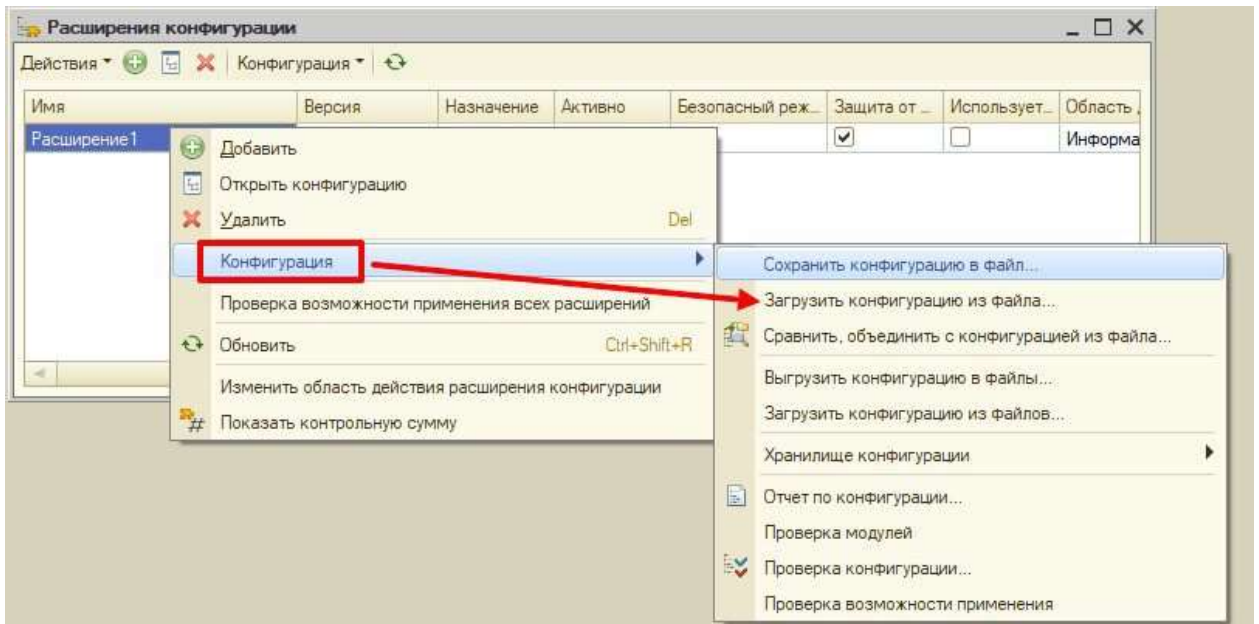 Расширения конфигурации
Действия Конфигурация
Имя Версия Назначение Активно Безопасный реж... Защита от ... Использует... Область
Расширение1 Информа
Добавить
Открыть конфигурацию
Удалить Del
Конфигурация
Проверка возможности применения всех расширений
Обновить Ctrl+Shift+R
Изменить область действия расширения конфигурации
Показать контрольную сумму
Сохранить конфигурацию в файл...
Загрузить конфигурацию из файла...
Сравнить, объединить с конфигурацией из файла...
Выгрузить конфигурацию в файлы...
Загрузить конфигурацию из файлов...
Хранилище конфигурации
Отчет по конфигурации...
Проверка модулей
Проверка конфигурации...
Проверка возможности применения